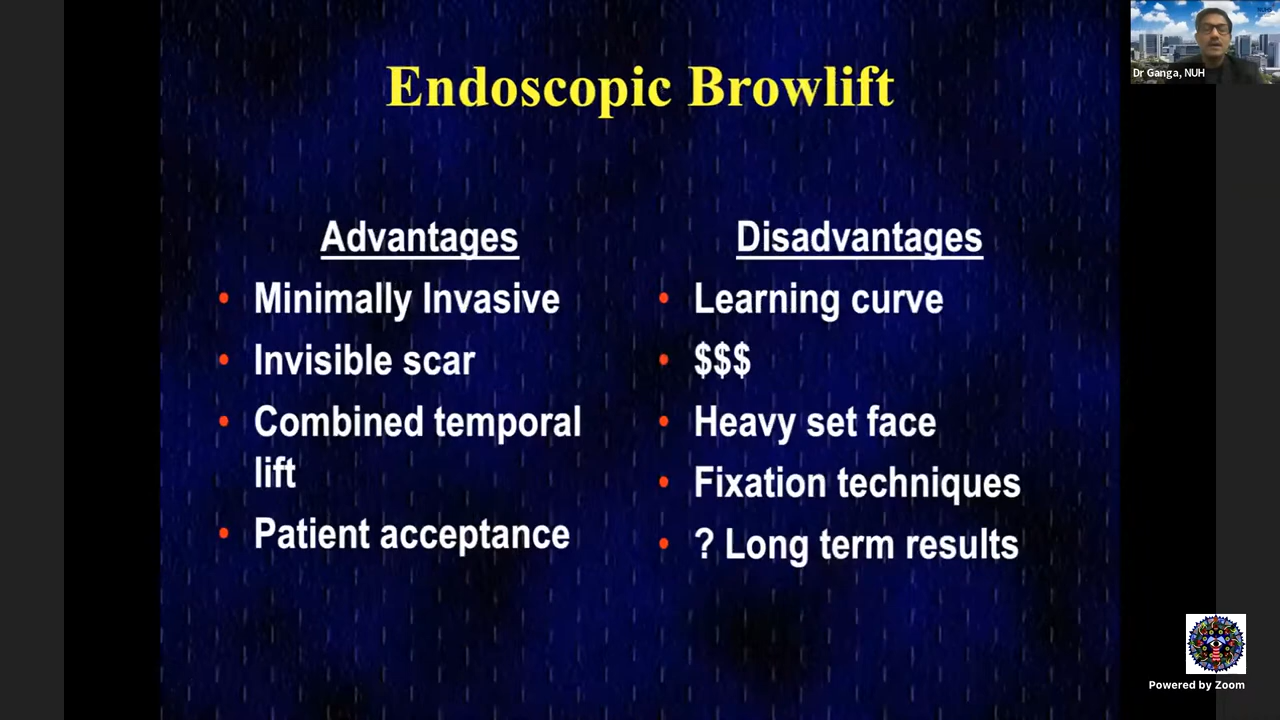 Endoscopic Browlift
Advantages
• Minimally Invasive
• Invisible scar
• Combined temporal
lift
• Patient acceptance
Disadvantages
• Learning curve
• $$$
• Heavy set face
• Fixation techniques
• ? Long term results
Dr Ganga, NUH
Powered by Zoom